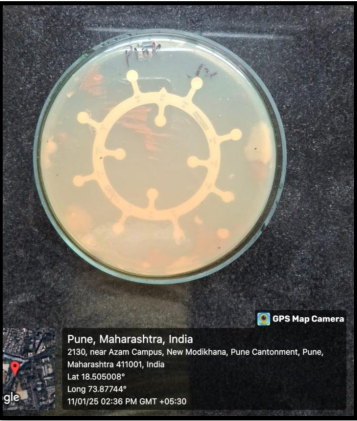 GPS Map Camera
Pune, Maharashtra, India
2130, near Azam Campus, New Modikhana, Pune Cantonment, Pune,
Maharashtra 411001, India
Lat 18.505008°
Long 73.87744°
11/01/25 02:36 PM GMT +05:30
gle